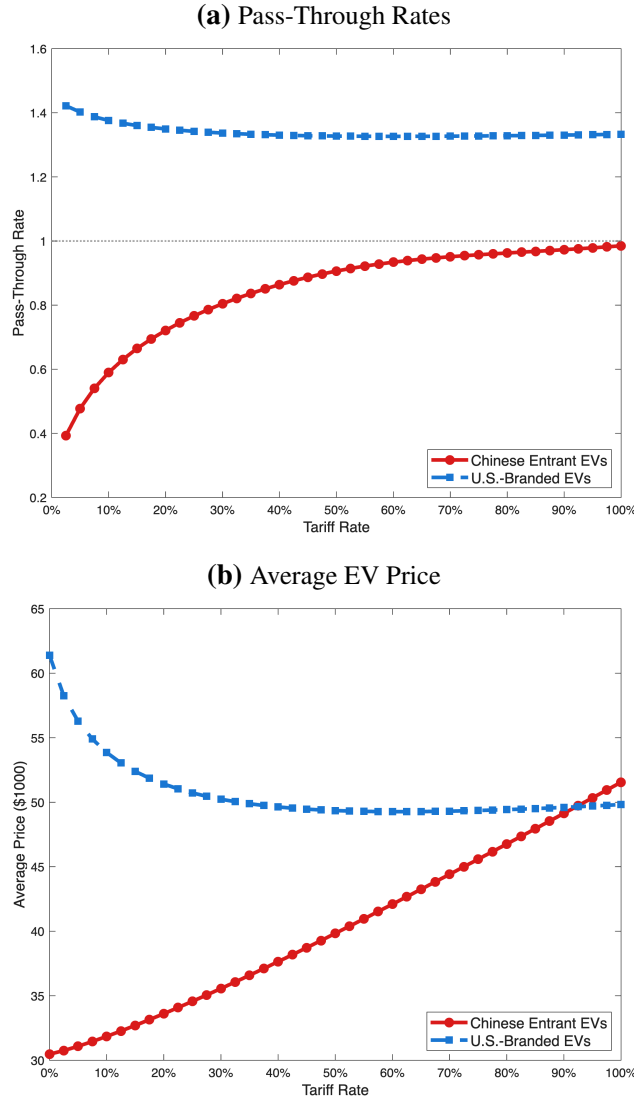 (a) Pass-Through Rates
1.6
1.4
1.2
1
0.8
0.6
0.4
0.2
Pass-Through Rate
Chinese Entrant EVs
U.S.-Branded EVs
0% 10% 20% 30% 40% 50% 60% 70% 80% 90% 100%
Tariff Rate
(b) Average EV Price
65
60
55
50
45
40
35
30
Average Price ($1000)
Chinese Entrant EVs
U.S.-Branded EVs
0% 10% 20% 30% 40% 50% 60% 70% 80% 90% 100%
Tariff Rate